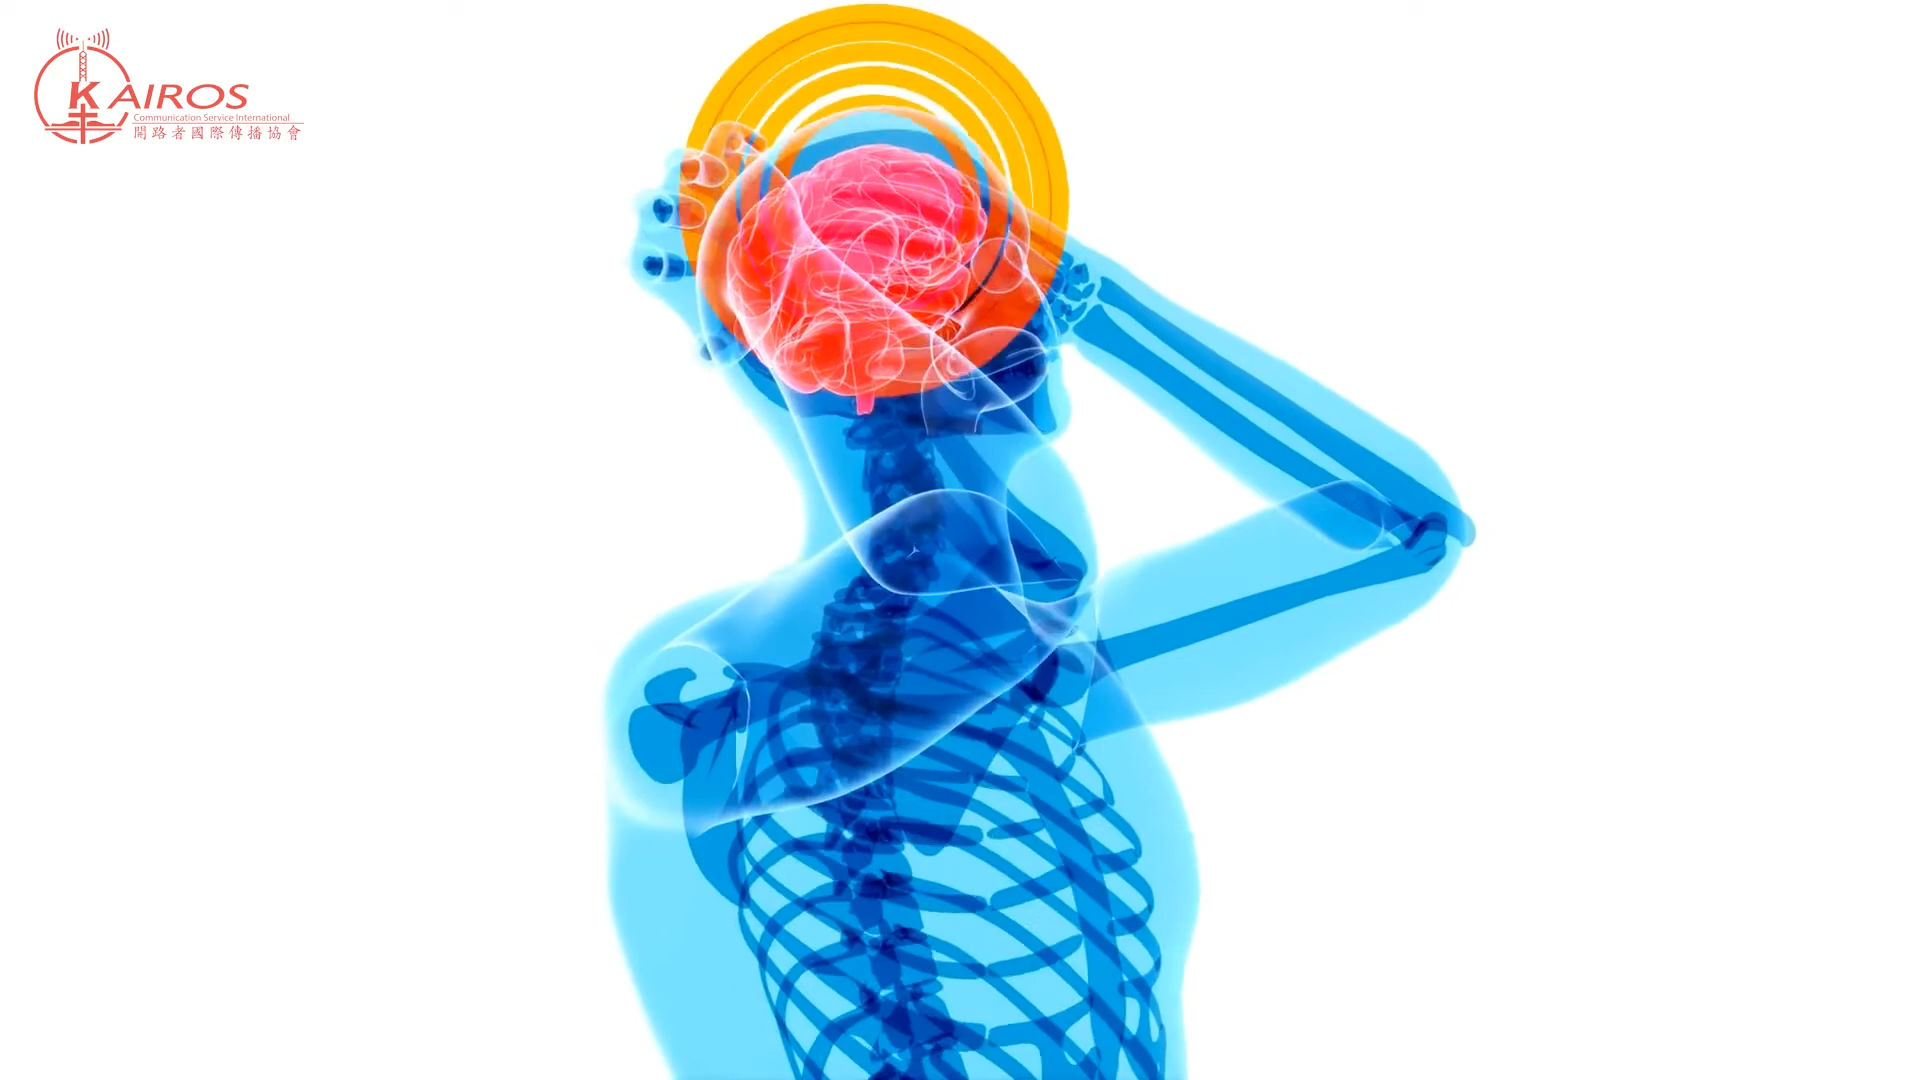 KAIROS
Communication Service International
開路者國際傳播協會